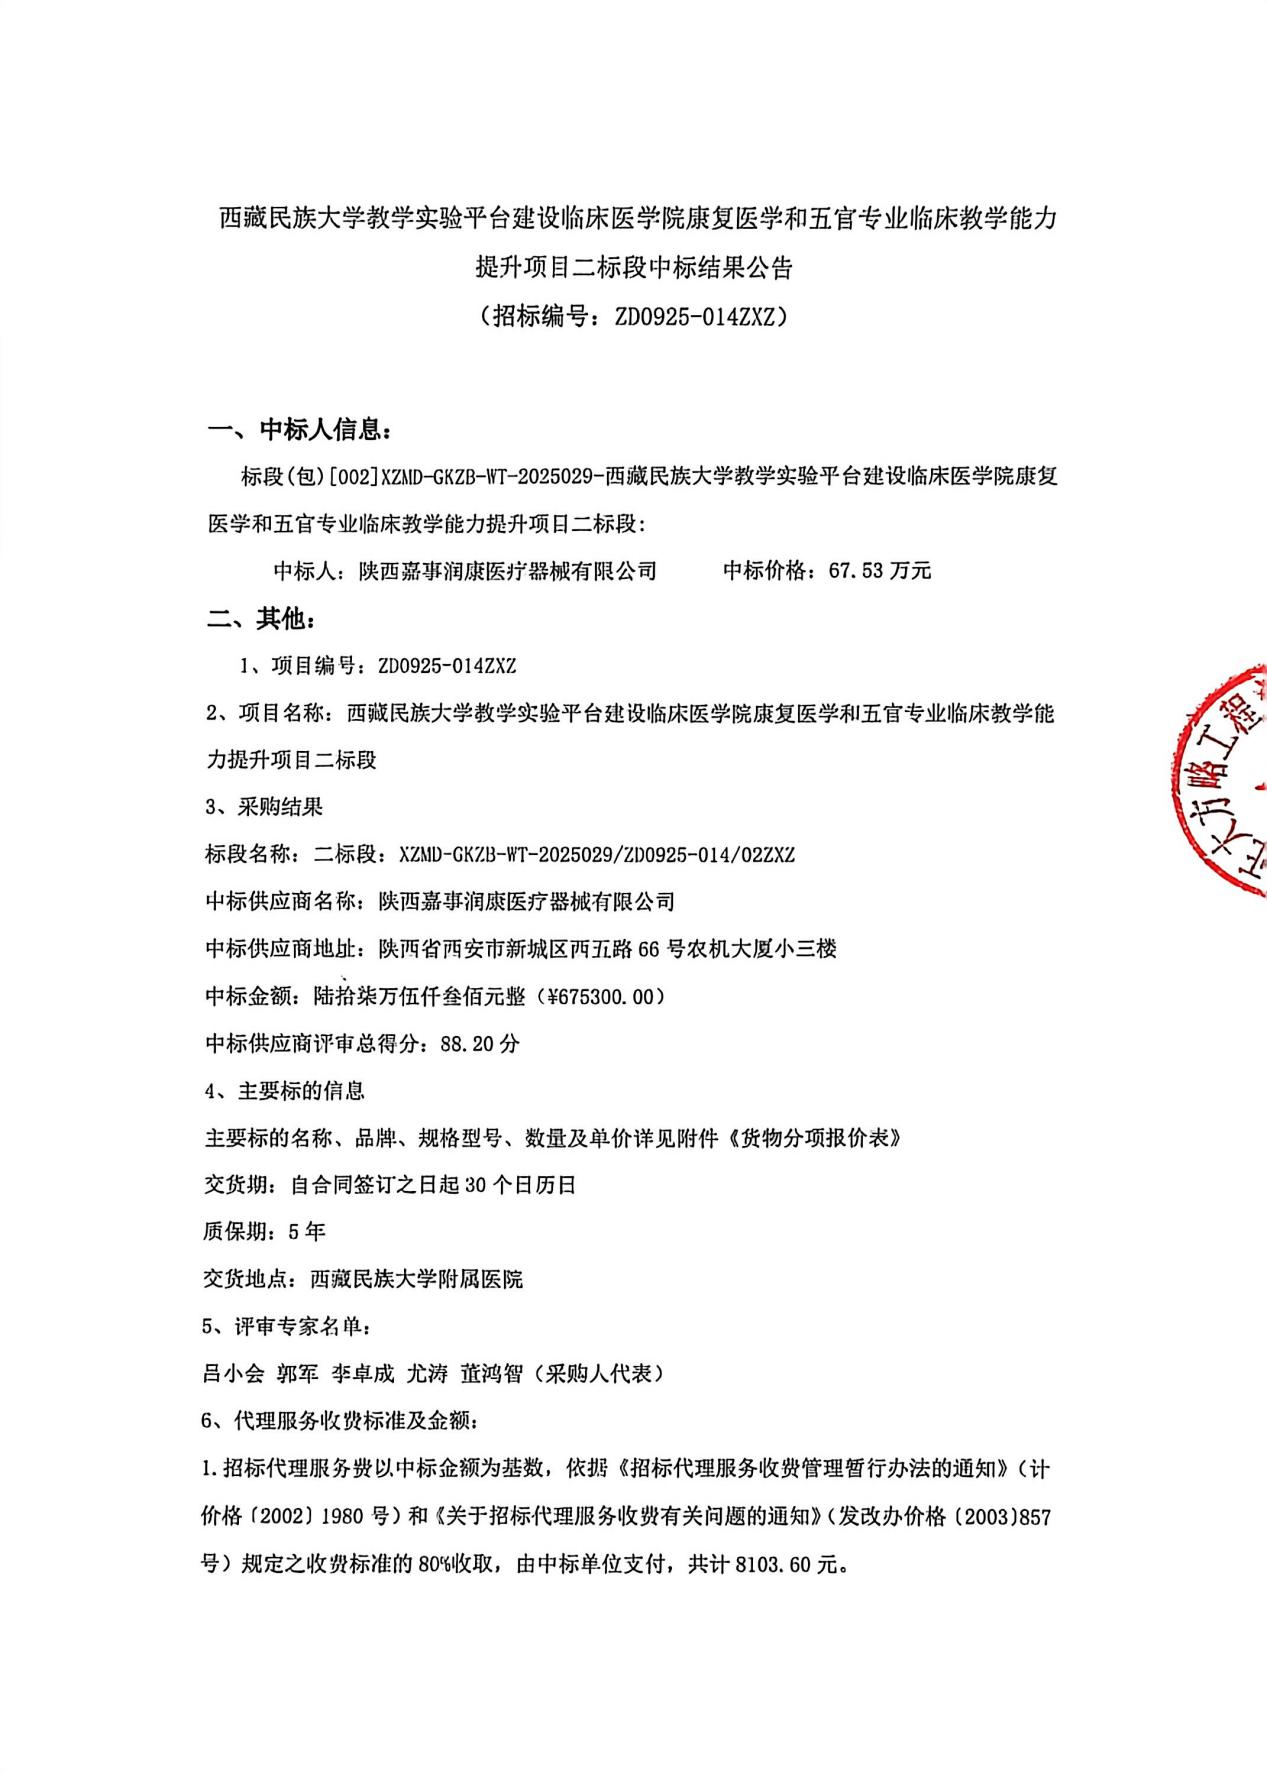 西藏民族大学教学实验平台建设临床医学院康复医学和五官专业临床教学能力
提升项目二标段中标结果公告
（招标编号：ZD0925-014ZXZ）
一、中标人信息：
标段(包)[002]XZMD-GKZB-WT-2025029-西藏民族大学教学实验平台建设临床医学院康复
医学和五官专业临床教学能力提升项目二标段:
中标人：陕西嘉事润康医疗器械有限公司 中标价格：67.53 万元
二、其他：
1、项目编号：ZD0925-014ZXZ
2、项目名称：西藏民族大学教学实验平台建设临床医学院康复医学和五官专业临床教学能
力提升项目二标段
3、采购结果
标段名称：二标段：XZMD-GKZB-WT-2025029/ZD0925-014/02ZXZ
中标供应商名称：陕西嘉事润康医疗器械有限公司
中标供应商地址：陕西省西安市新城区西五路 66 号农机大厦小三楼
中标金额：陆拾柒万伍仟叁佰元整（¥675300.00）
中标供应商评审总得分：88.20 分
4、主要标的信息
主要标的名称、品牌、规格型号、数量及单价详见附件《货物分项报价表》
交货期：自合同签订之日起 30 个日历日
质保期：5 年
交货地点：西藏民族大学附属医院
5、评审专家名单：
吕小会 郭军 李卓成 尤涛 董鸿智（采购人代表）
6、代理服务收费标准及金额：
1.招标代理服务费以中标金额为基数，依据《招标代理服务收费管理暂行办法的通知》（计
价格〔2002〕1980 号）和《关于招标代理服务收费有关问题的通知》（发改办价格〔2003〕857
号）规定之收费标准的 80%收取，由中标单位支付，共计 8103.60 元。
正大方略工程